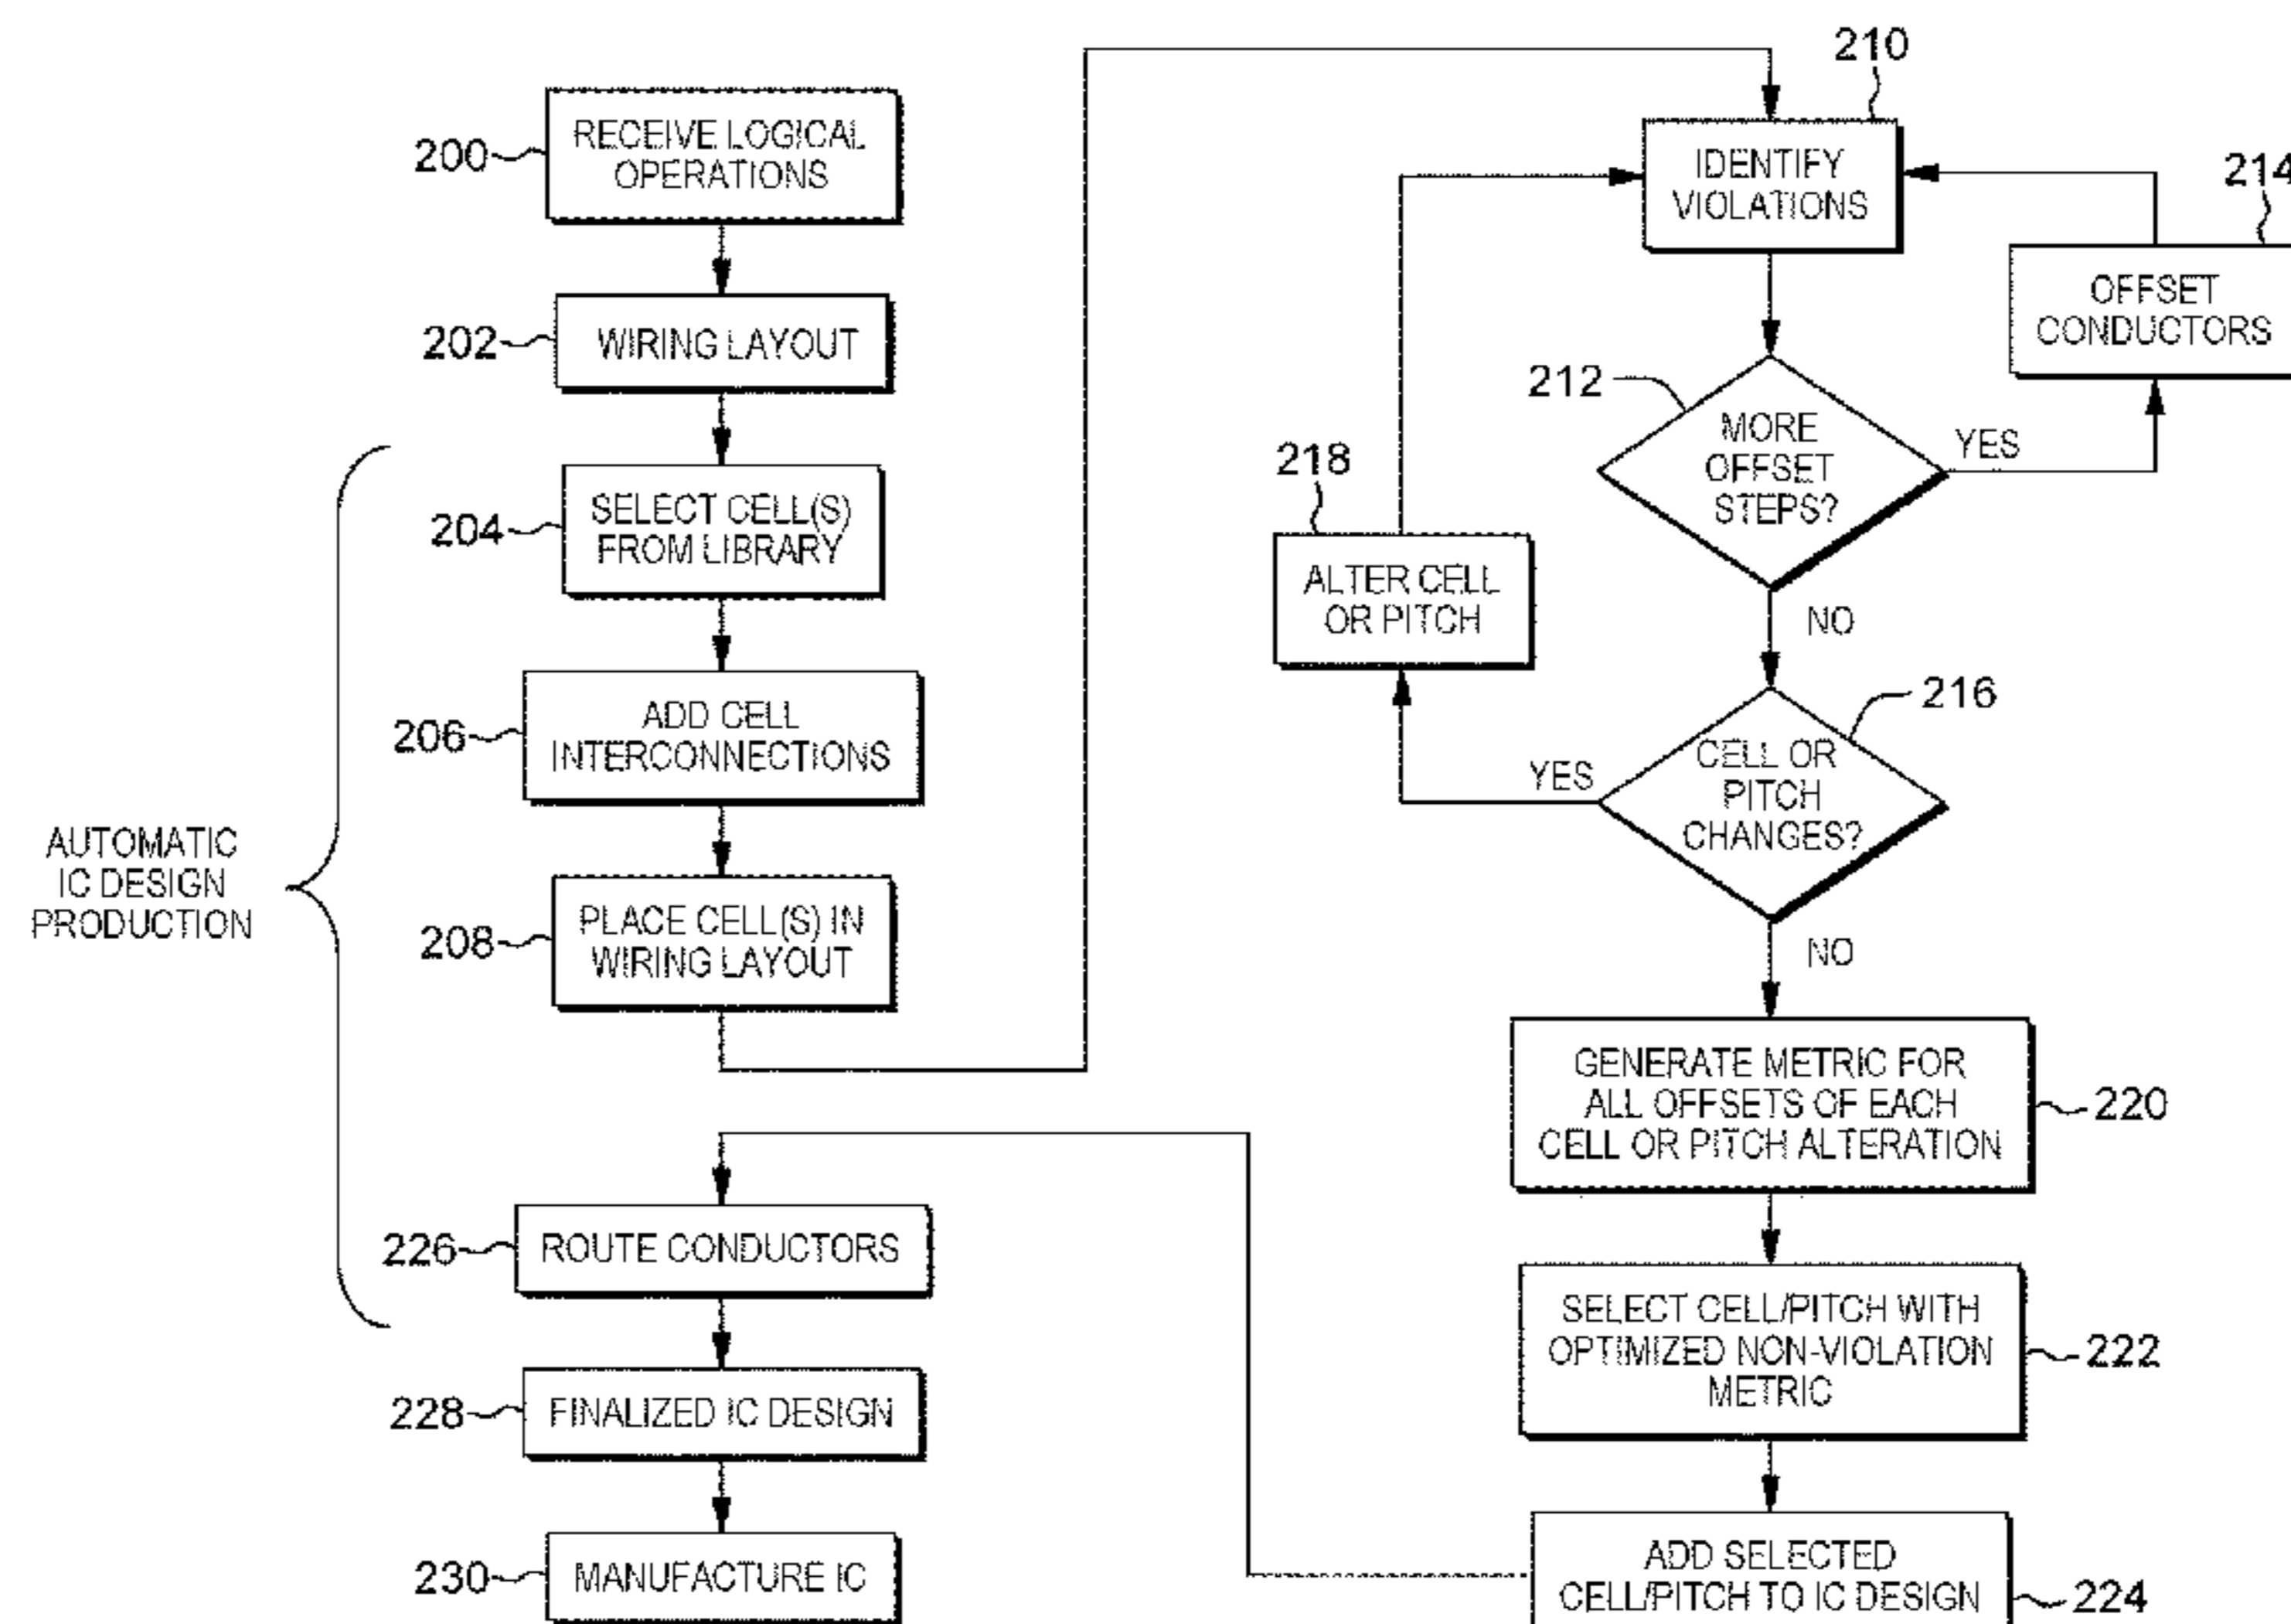 200
RECEIVE LOGICAL
OPERATIONS
202
WIRING LAYOUT
204
SELECT CELL(S)
FROM LIBRARY
206
ADD CELL
INTERCONNECTIONS
AUTOMATIC
IC DESIGN
PRODUCTION
208
PLACE CELL(S) IN
WIRING LAYOUT
210
IDENTIFY
VIOLATIONS
214
OFFSET
CONDUCTORS
212
MORE
OFFSET
STEPS?
YES
NO
218
ALTER CELL
OR PITCH
216
CELL OR
PITCH
CHANGES?
YES
NO
GENERATE METRIC FOR
ALL OFFSETS OF EACH
CELL OR PITCH ALTERATION
220
SELECT CELL/PITCH WITH
OPTIMIZED NON-VIOLATION
METRIC
222
ADD SELECTED
CELL/PITCH TO IC DESIGN
224
226
ROUTE CONDUCTORS
228
FINALIZED IC DESIGN
230
MANUFACTURE IC